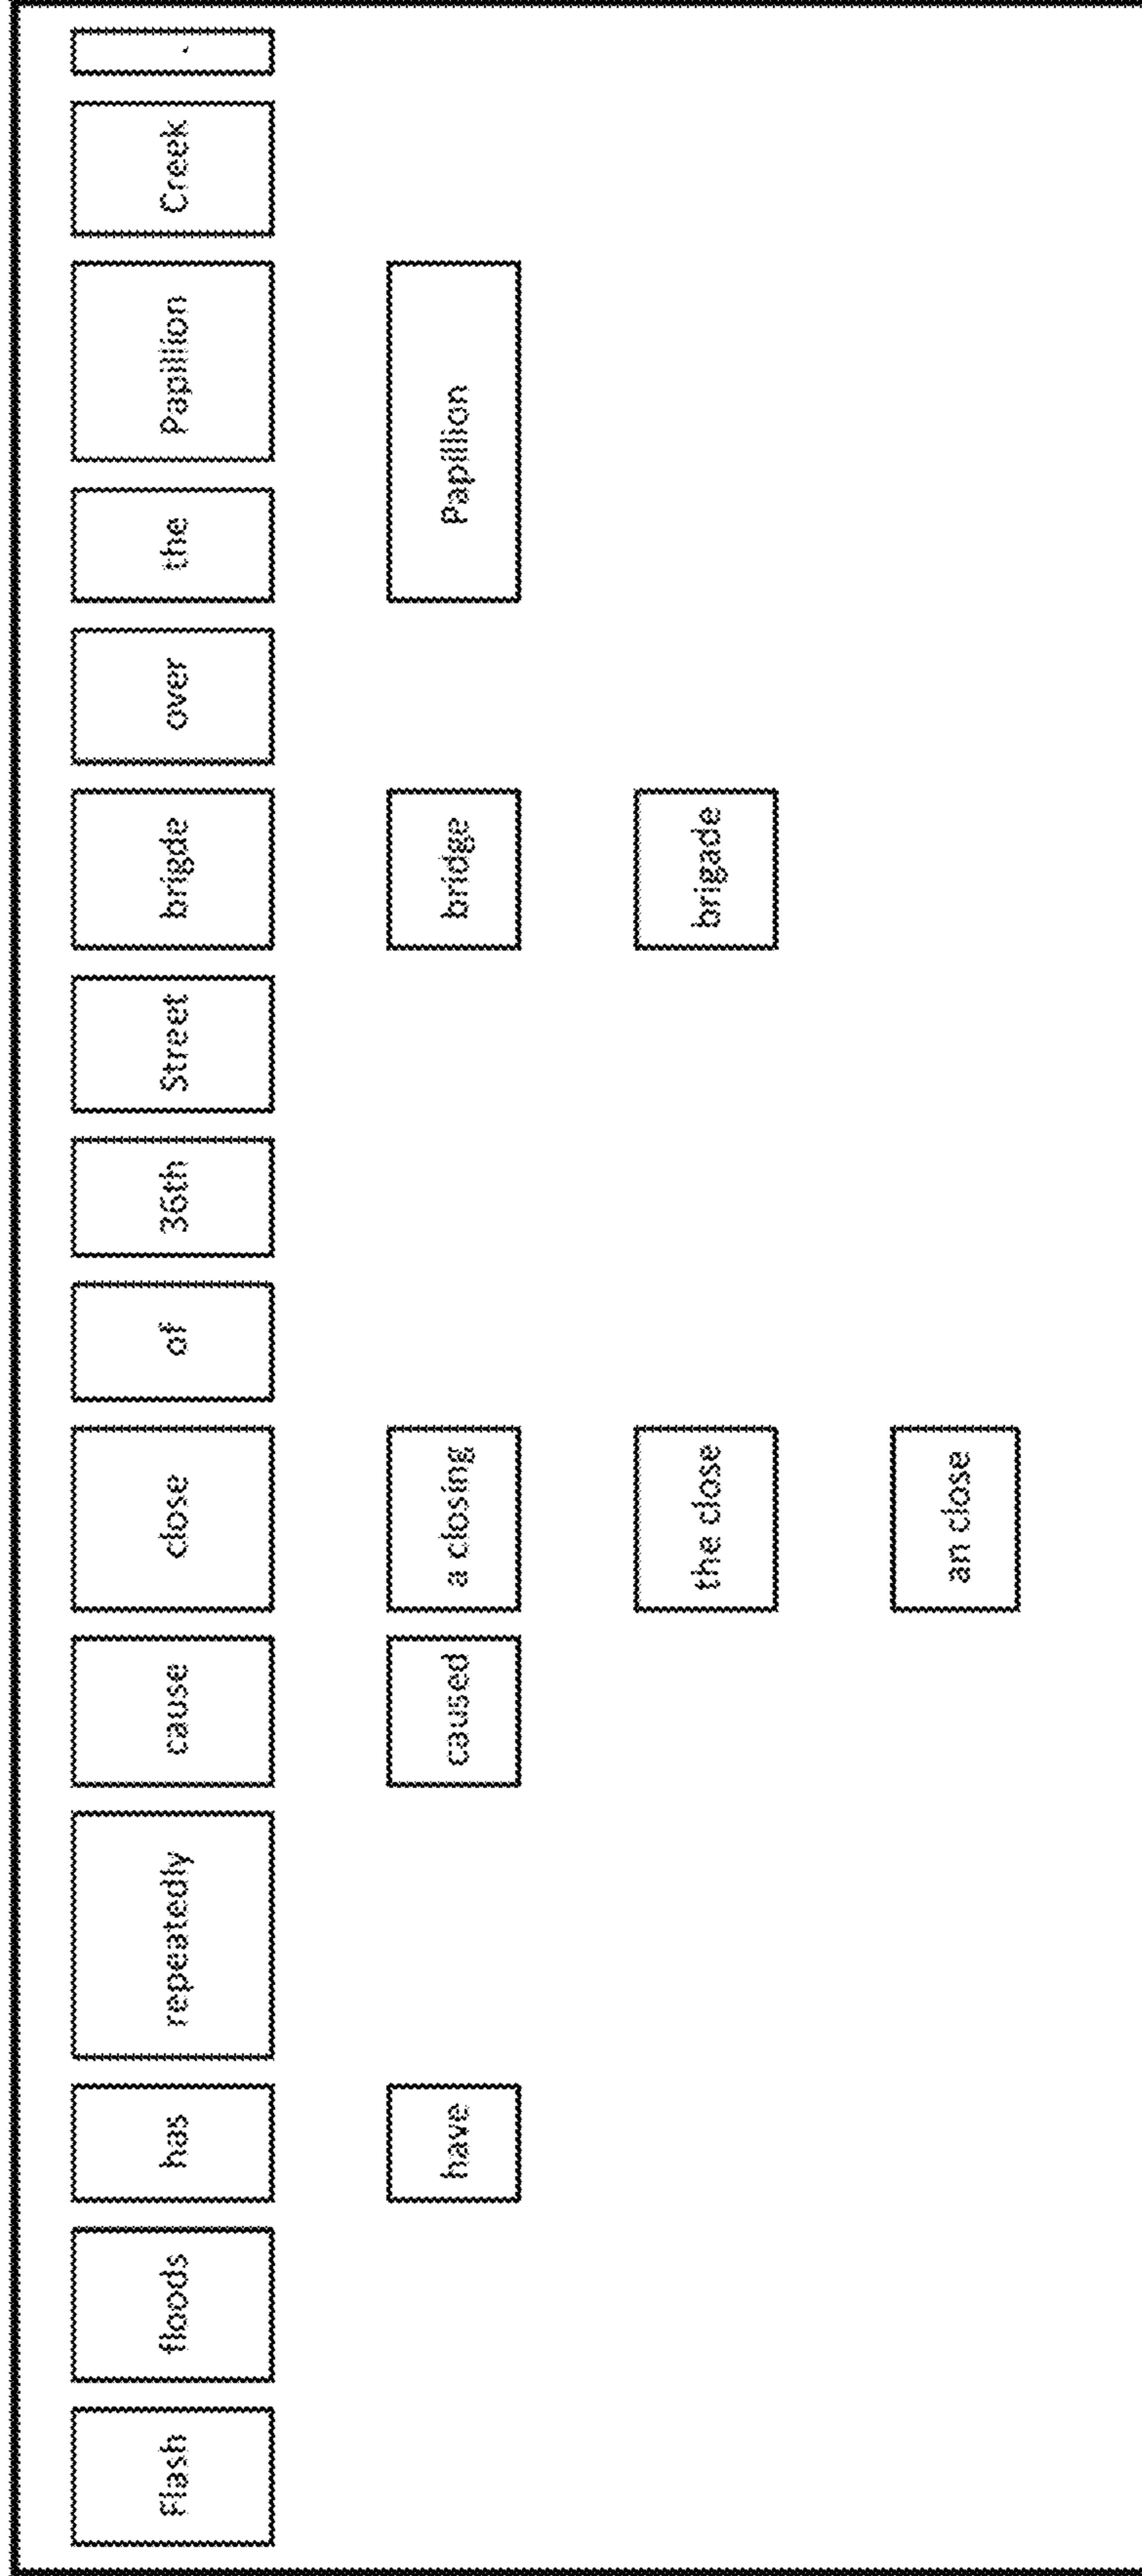 Flash floods has repeatedly cause close of 36th Street brigde over the Papillion Creek .
have caused a closing bridge Papillion
the close brigade
an close